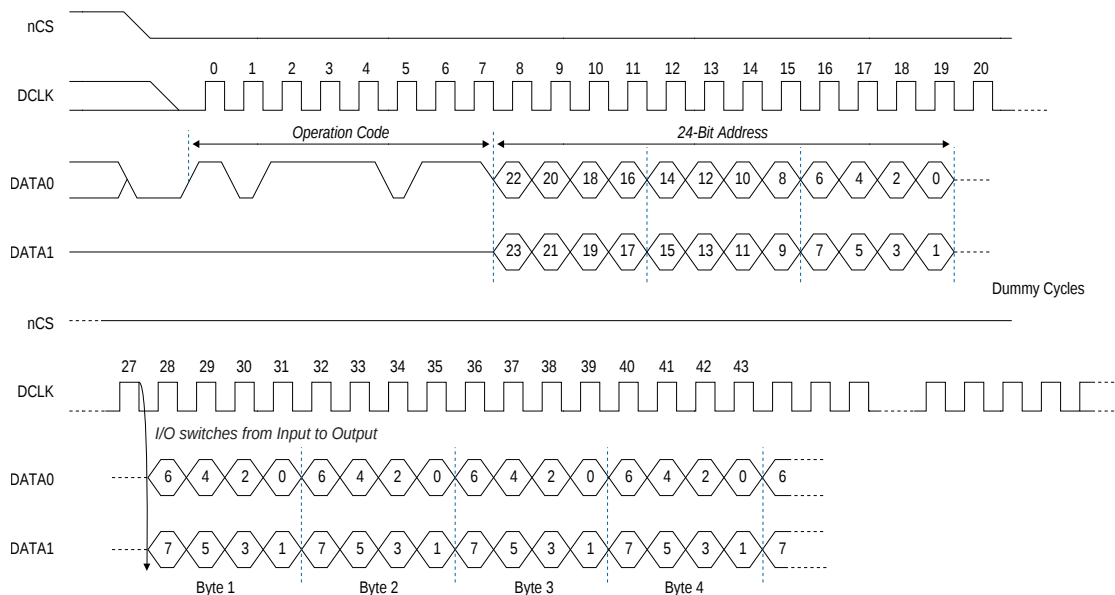 nCS
0 1 2 3 4 5 6 7 8 9 10 11 12 13 14 15 16 17 18 19 20
DCLK
Operation Code 24-Bit Address
DATA0 22 20 18 16 14 12 10 8 6 4 2 0
DATA1 23 21 19 17 15 13 11 9 7 5 3 1
Dummy Cycles
nCS
27 28 29 30 31 32 33 34 35 36 37 38 39 40 41 42 43
DCLK
I/O switches from Input to Output
DATA0 6 4 2 0 6 4 2 0 6 4 2 0 6 4 2 0 6
DATA1 7 5 3 1 7 5 3 1 7 5 3 1 7 5 3 1 7
Byte 1 Byte 2 Byte 3 Byte 4